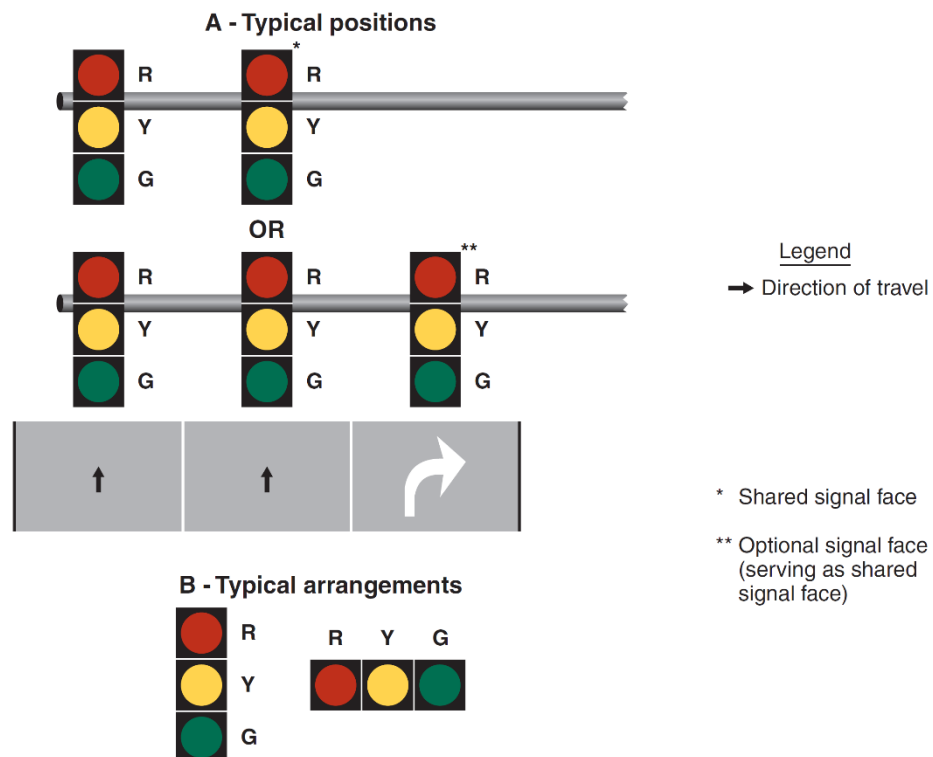 A - Typical positions
*
R R
Y Y
G G
OR
**
R R R
Y Y Y
G G G
Legend
Direction of travel
* Shared signal face
** Optional signal face
(serving as shared
signal face)
B - Typical arrangements
R
Y
G
R Y G